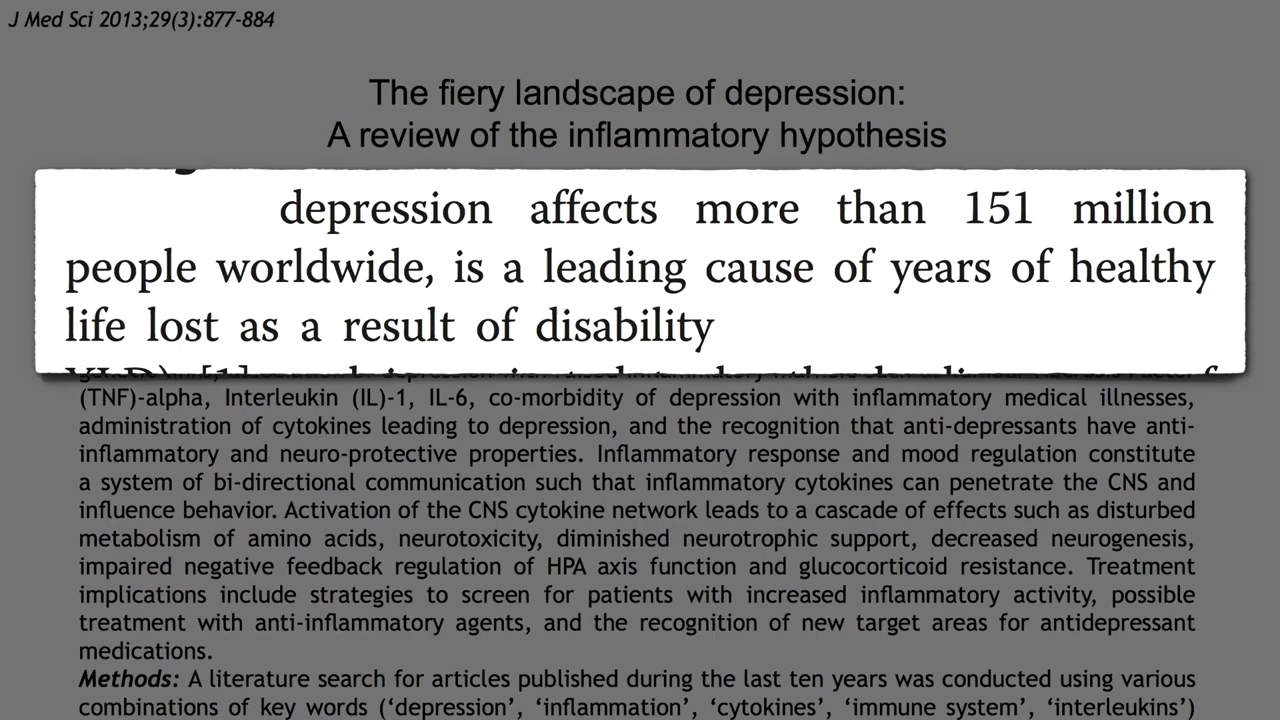 J Med Sci 2013;29(3):877-884
The fiery landscape of depression:
A review of the inflammatory hypothesis
depression affects more than 151 million
people worldwide, is a leading cause of years of healthy
life lost as a result of disability
(TNF)-alpha, Interleukin (IL)-1, IL-6, co-morbidity of depression with inflammatory medical illnesses,
administration of cytokines leading to depression, and the recognition that anti-depressants have anti-
inflammatory and neuro-protective properties. Inflammatory response and mood regulation constitute
a system of bi-directional communication such that inflammatory cytokines can penetrate the CNS and
influence behavior. Activation of the CNS cytokine network leads to a cascade of effects such as disturbed
metabolism of amino acids, neurotoxicity, diminished neurotrophic support, decreased neurogenesis,
impaired negative feedback regulation of HPA axis function and glucocorticoid resistance. Treatment
implications include strategies to screen for patients with increased inflammatory activity, possible
treatment with anti-inflammatory agents, and the recognition of new target areas for antidepressant
medications.
Methods: A literature search for articles published during the last ten years was conducted using various
combinations of key words (‘depression’, ‘inflammation’, ‘cytokines’, ‘immune system’, ‘interleukins’)